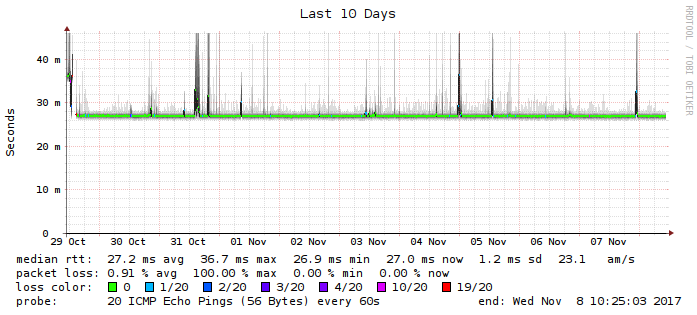 Last 10 Days
RRDTOOL / TOBI OETIKER
Seconds
40 m
30 m
20 m
10 m
0
29 Oct 30 Oct 31 Oct 01 Nov 02 Nov 03 Nov 04 Nov 05 Nov 06 Nov 07 Nov
median rtt: 27.2 ms avg 36.7 ms max 26.9 ms min 27.0 ms now 1.2 ms sd 23.1 am/s
packet loss: 0.91 % avg 100.00 % max 0.00 % min 0.00 % now
loss color: 0 1/20 2/20 3/20 4/20 10/20 19/20
probe: 20 ICMP Echo Pings (56 Bytes) every 60s end: Wed Nov 8 10:25:03 2017